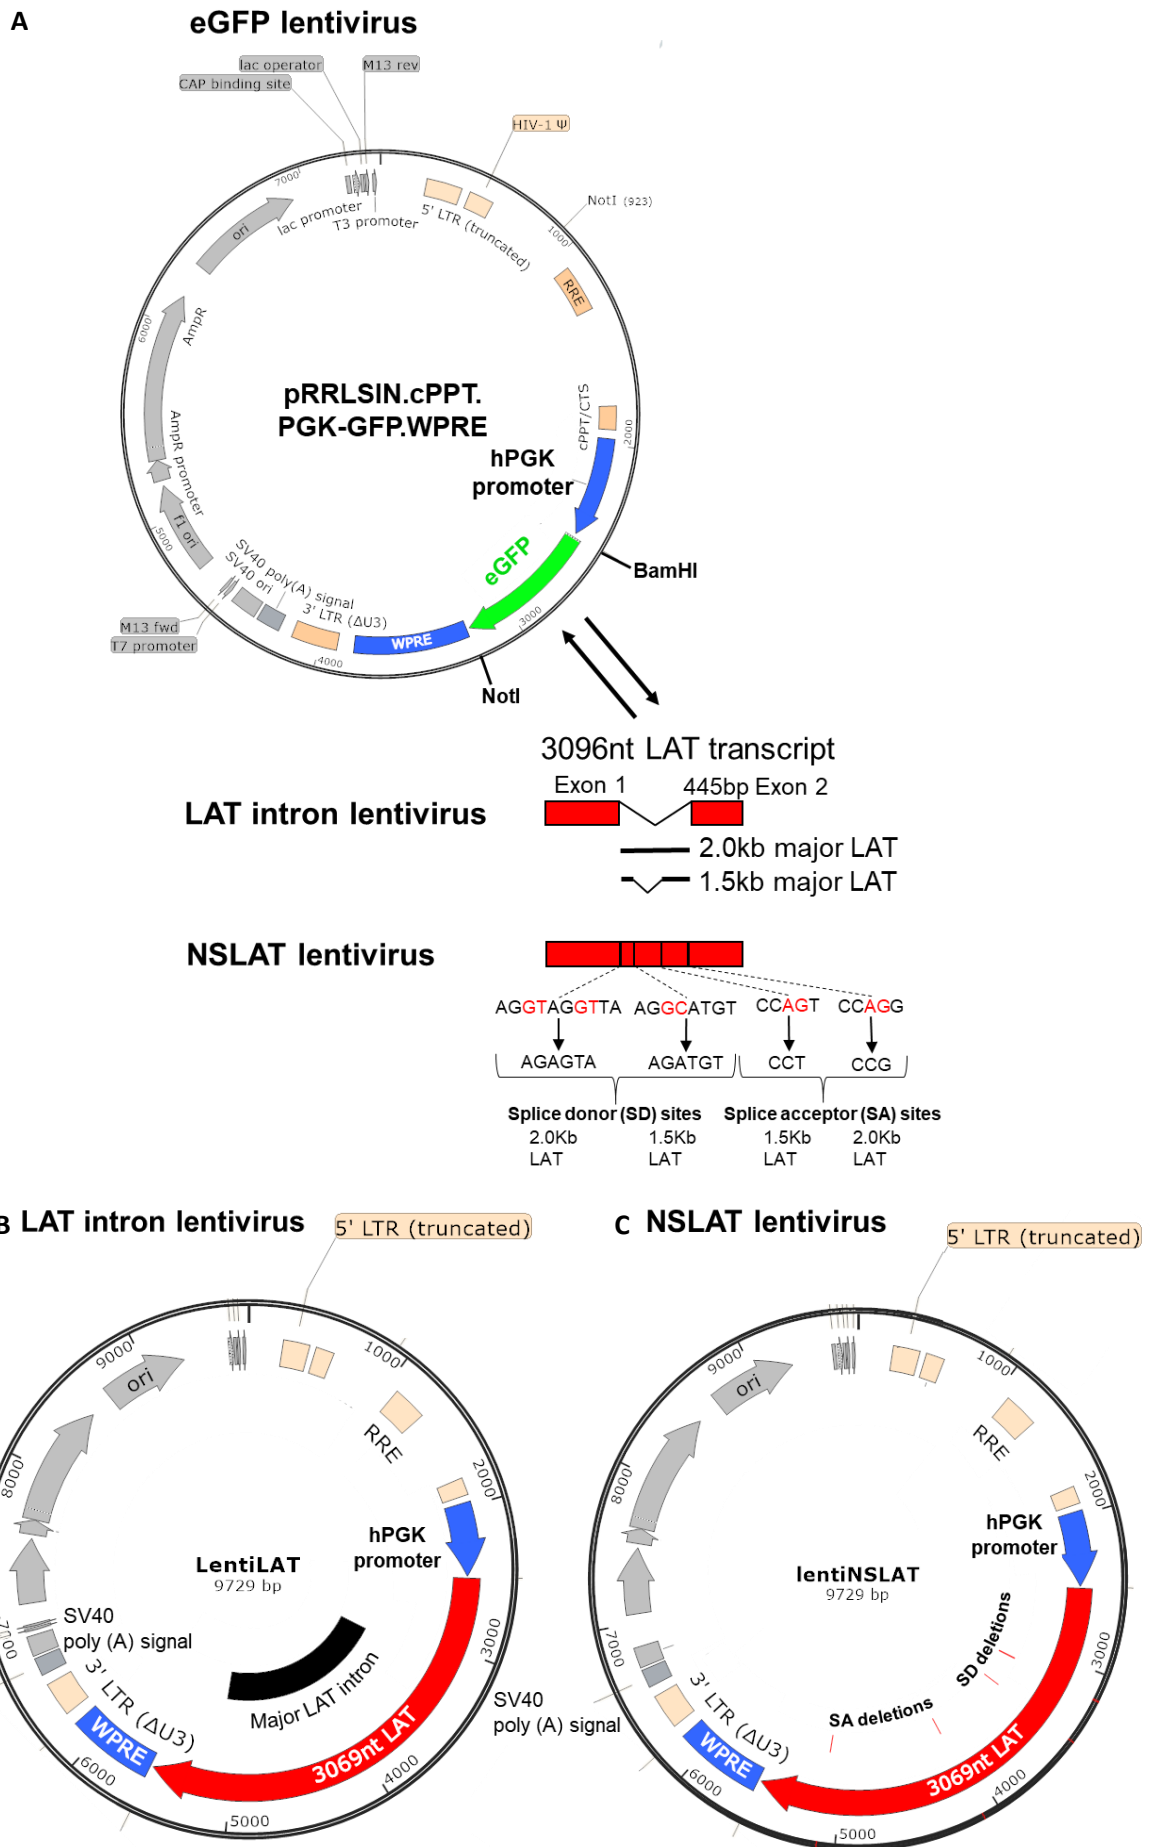 A
eGFP lentivirus
lac operator
M13 rev
CAP binding site
HIV-1 Ψ
7000
NotI (923)
lac promoter
T3 promoter
5' LTR (truncated)
1000
ori
RRE
6000
AmpR
pRRLSIN.cPPT.
PGK-GFP.WPRE
cPPT/CTS
2000
AmpR promoter
hPGK
promoter
f1 ori
5000
eGFP
BamHI
SV40 poly(A) signal
SV40 ori
3' LTR (ΔU3)
3000
M13 fwd
T7 promoter
WPRE
4000
NotI
3096nt LAT transcript
Exon 1
445bp Exon 2
LAT intron lentivirus
2.0kb major LAT
1.5kb major LAT
NSLAT lentivirus
AGGTAGGTTA AGGCATGT CCAGT CCAGG
AGAGTA AGATGT CCT CCG
Splice donor (SD) sites Splice acceptor (SA) sites
2.0Kb 1.5Kb 1.5Kb 2.0Kb
LAT LAT LAT LAT
B LAT intron lentivirus
5' LTR (truncated)
9000
1000
ori
RRE
8000
2000
hPGK
promoter
LentiLAT
9729 bp
SV40
poly (A) signal
7000
3000
3' LTR (ΔU3)
Major LAT intron
WPRE
3069nt LAT
6000
4000
5000
C NSLAT lentivirus
5' LTR (truncated)
9000
1000
ori
RRE
8000
2000
hPGK
promoter
lentiNSLAT
9729 bp
7000
SD deletions
3000
SV40
poly (A) signal
SA deletions
3' LTR (ΔU3)
WPRE
3069nt LAT
6000
4000
5000